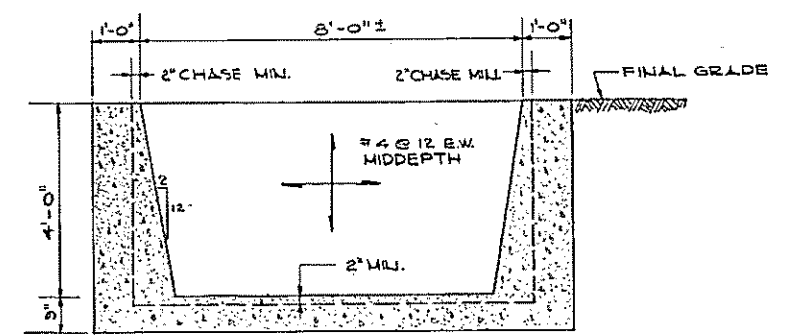 1'-0"
8'-0"±
1'-0"
2" CHASE MIN.
2" CHASE MIN.
FINAL GRADE
#4 @ 12 E.W.
MIDDEPTH
2
12
4'-0"
2" MIN.
9"